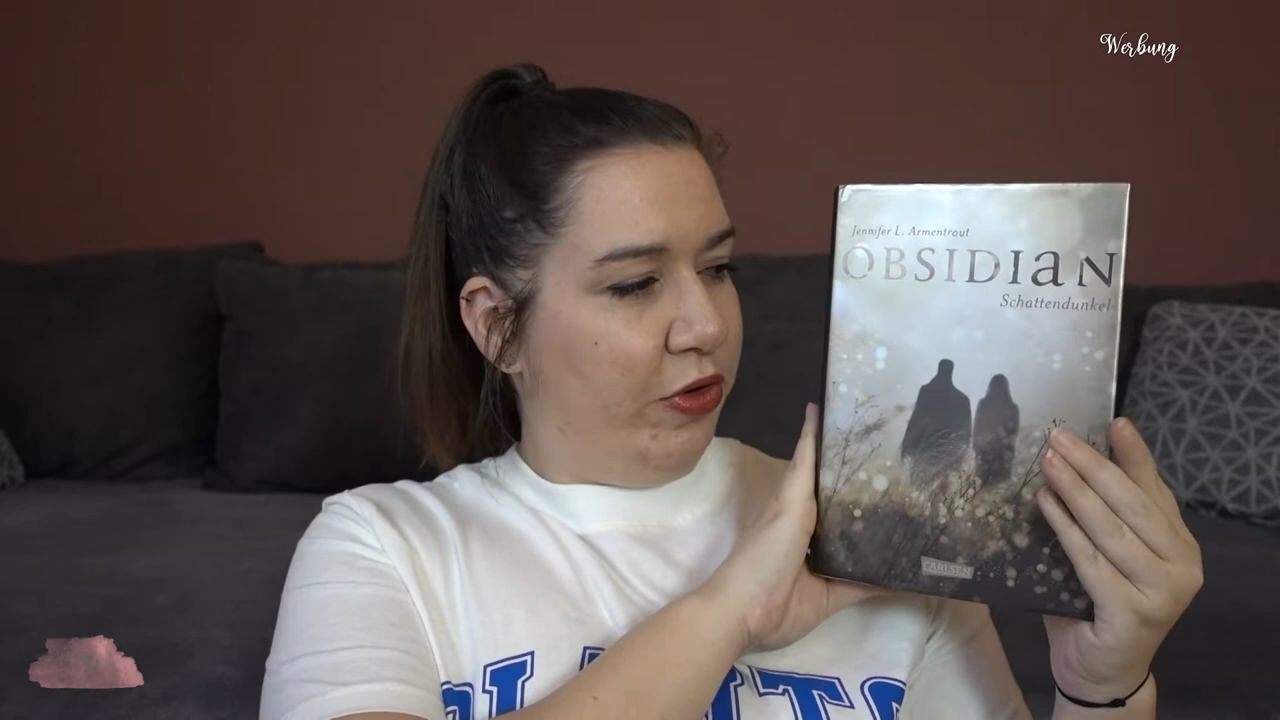 Werbung
Jennifer L. Armentrout
OBSIDIAN
Schattendunkel
CARLSEN